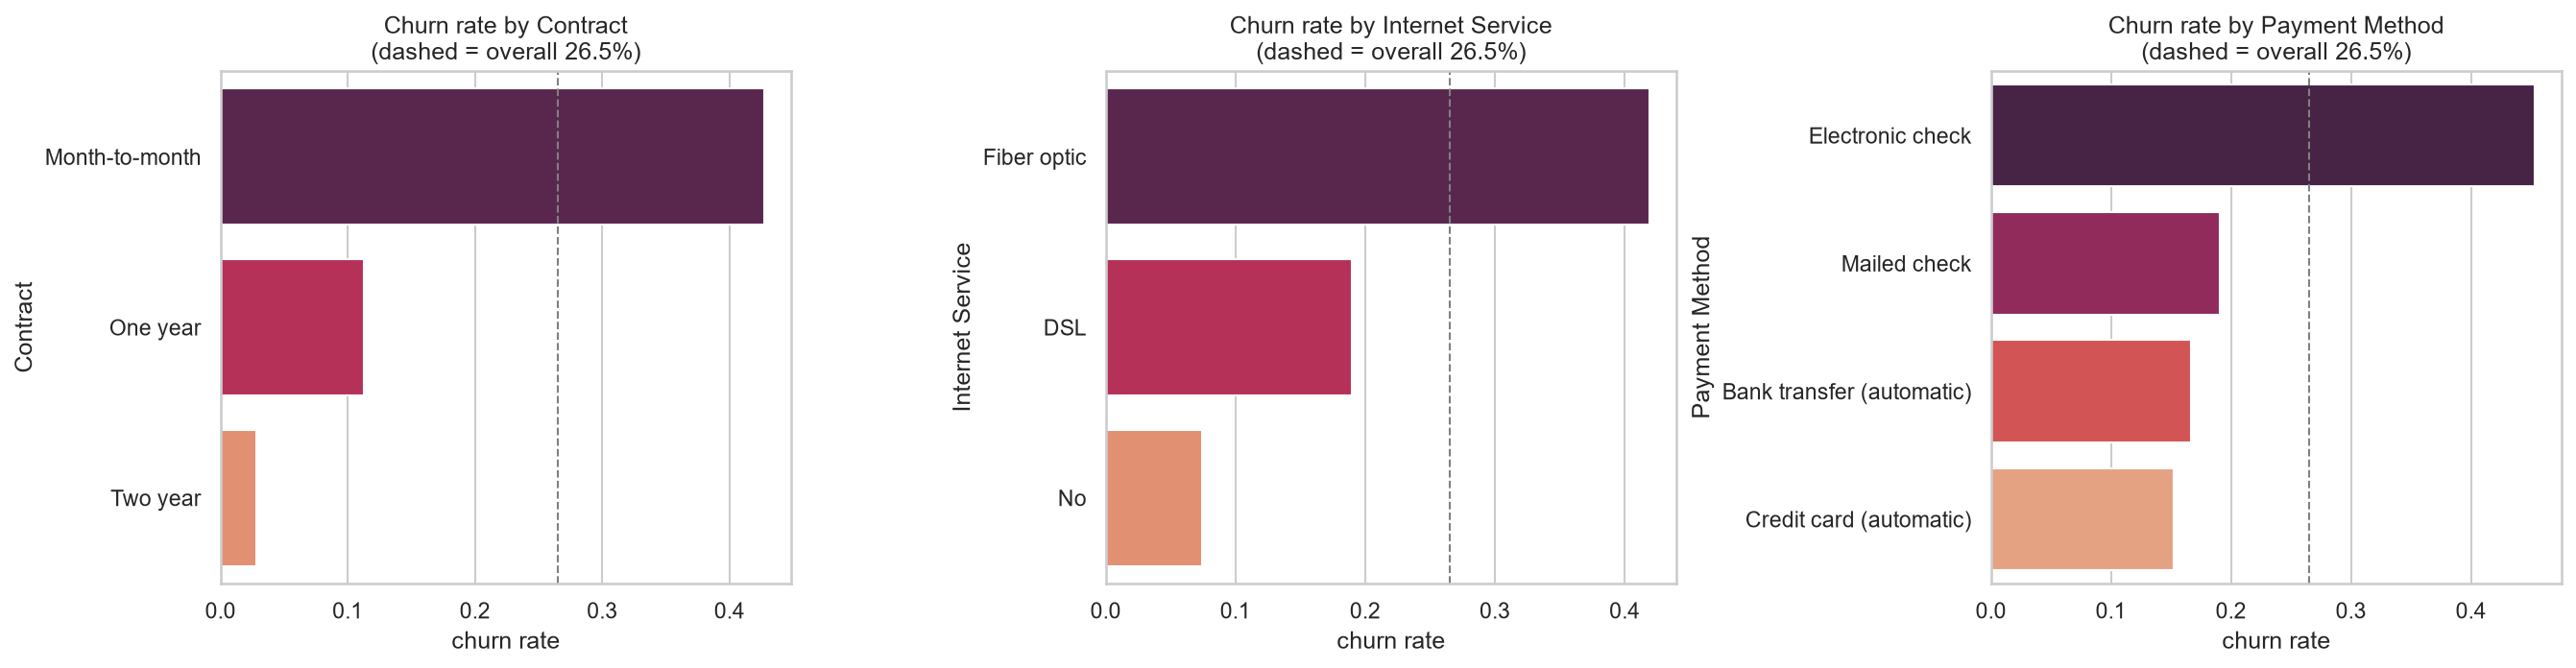 Churn rate by Contract
(dashed = overall 26.5%)
Contract
Month-to-month
One year
Two year
0.0 0.1 0.2 0.3 0.4
churn rate
Churn rate by Internet Service
(dashed = overall 26.5%)
Internet Service
Fiber optic
DSL
No
0.0 0.1 0.2 0.3 0.4
churn rate
Churn rate by Payment Method
(dashed = overall 26.5%)
Payment Method
Electronic check
Mailed check
Bank transfer (automatic)
Credit card (automatic)
0.0 0.1 0.2 0.3 0.4
churn rate